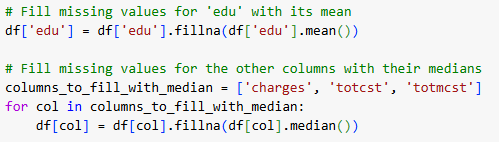 # Fill missing values for 'edu' with its mean
df['edu'] = df['edu'].fillna(df['edu'].mean())

# Fill missing values for the other columns with their medians
columns_to_fill_with_median = ['charges', 'totcst', 'totmcst']
for col in columns_to_fill_with_median:
    df[col] = df[col].fillna(df[col].median())